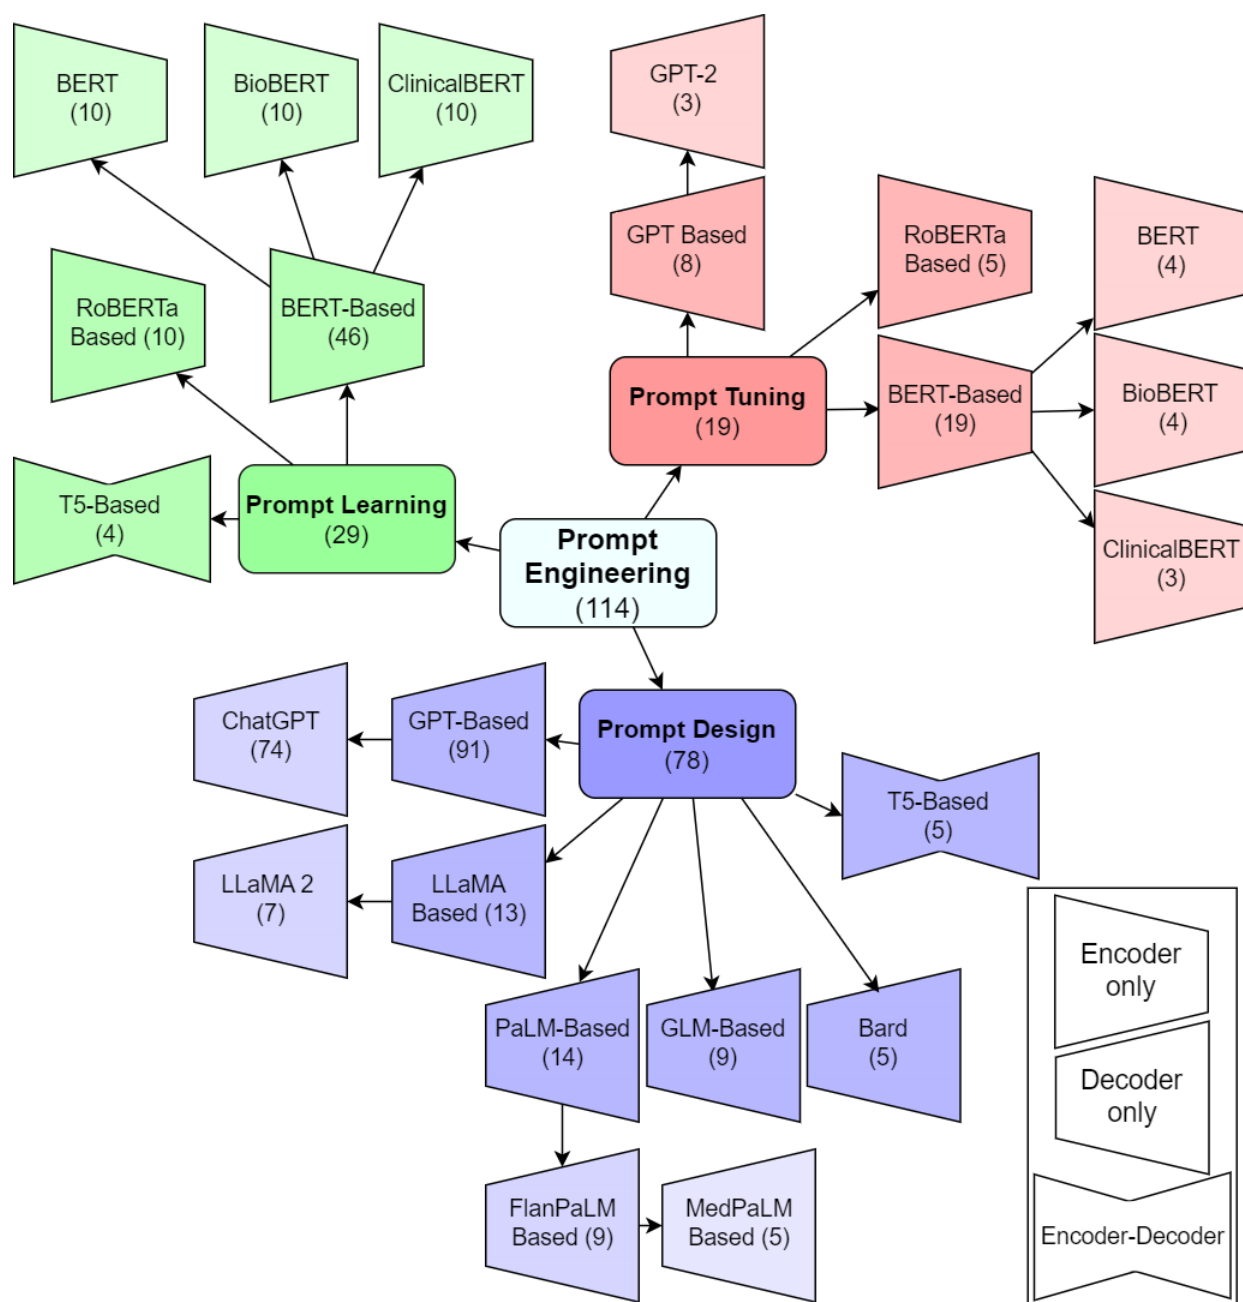 BERT
(10)
BioBERT
(10)
ClinicalBERT
(10)
GPT-2
(3)
GPT Based
(8)
RoBERTa
Based (5)
BERT
(4)
RoBERTa
Based (10)
BERT-Based
(46)
Prompt Tuning
(19)
BERT-Based
(19)
BioBERT
(4)
T5-Based
(4)
Prompt Learning
(29)
Prompt
Engineering
(114)
ClinicalBERT
(3)
ChatGPT
(74)
GPT-Based
(91)
Prompt Design
(78)
T5-Based
(5)
LLaMA 2
(7)
LLaMA
Based (13)
PaLM-Based
(14)
GLM-Based
(9)
Bard
(5)
FlanPaLM
Based (9)
MedPaLM
Based (5)
Encoder
only
Decoder
only
Encoder-Decoder